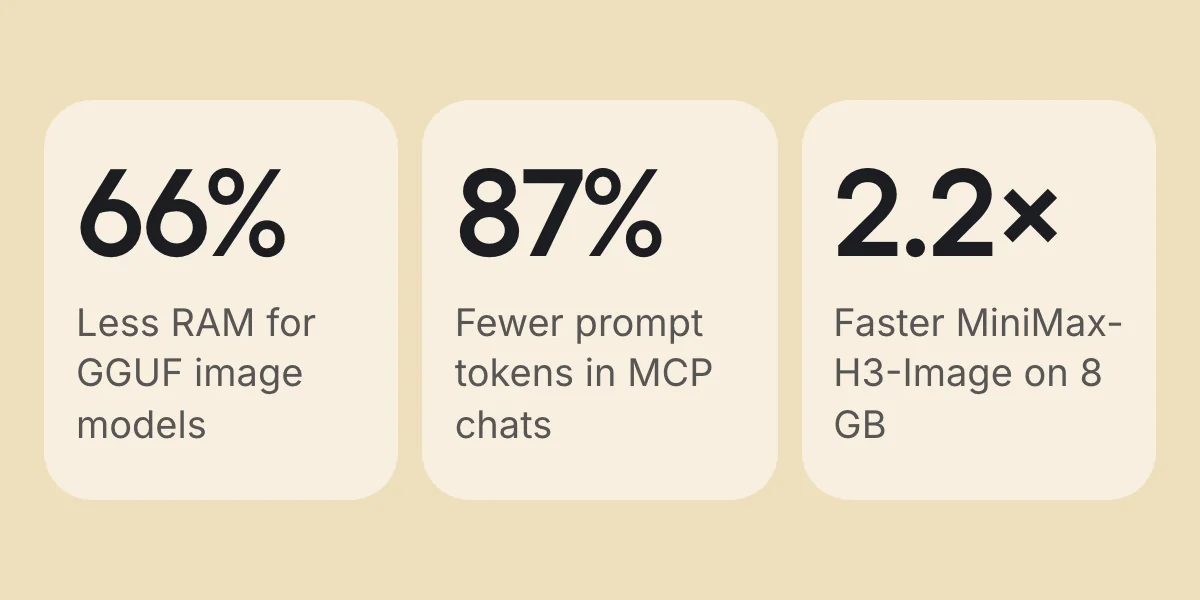 66%
Less RAM for
GGUF image
models
87%
Fewer prompt
tokens in MCP
chats
2.2×
Faster MiniMax-
H3-Image on 8
GB